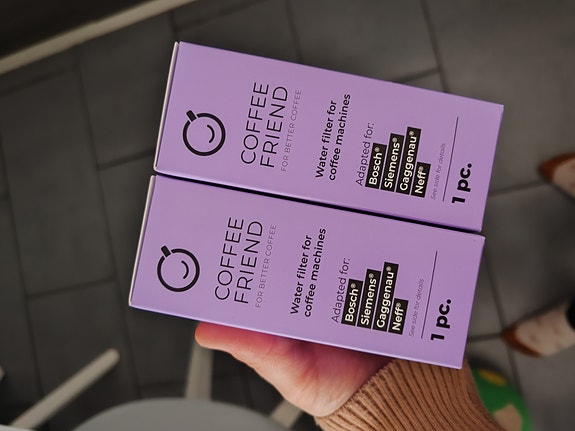 COFFEE
FRIEND
FOR BETTER COFFEE
Water filter for
coffee machines
Adapted for:
Bosch®
Siemens®
Gaggenau®
Neff®
See side for details
1 pc.
COFFEE
FRIEND
FOR BETTER COFFEE
Water filter for
coffee machines
Adapted for:
Bosch®
Siemens®
Gaggenau®
Neff®
See side for details
1 pc.